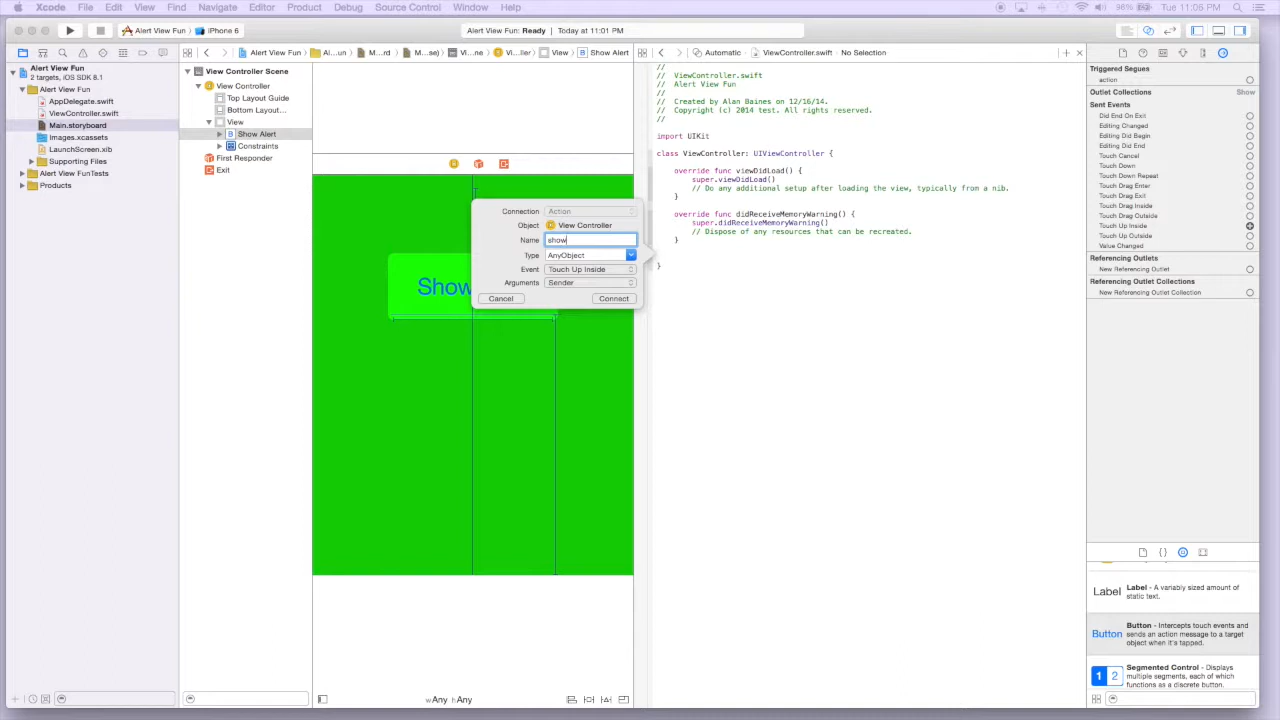 Xcode File Edit View Find Navigate Editor Product Debug Source Control Window Help
98% Tue 11:06 PM
Alert View Fun iPhone 6
Alert View Fun: Ready Today at 11:01 PM
Alert View Fun Al...un M...rd M...se) Vi...ne Vi...ller View Show Alert
Automatic ViewController.swift No Selection
Alert View Fun
2 targets, iOS SDK 8.1
Alert View Fun
AppDelegate.swift
ViewController.swift
Main.storyboard
Images.xcassets
LaunchScreen.xib
Supporting Files
Alert View FunTests
Products
View Controller Scene
View Controller
Top Layout Guide
Bottom Layout...
View
B Show Alert
Constraints
First Responder
Exit
Show
Connection Action
Object View Controller
Name show
Type AnyObject
Event Touch Up Inside
Arguments Sender
Cancel Connect
wAny hAny
//
// ViewController.swift
// Alert View Fun
//
// Created by Alan Baines on 12/16/14.
// Copyright (c) 2014 test. All rights reserved.
//
import UIKit
class ViewController: UIViewController {
override func viewDidLoad() {
super.viewDidLoad()
// Do any additional setup after loading the view, typically from a nib.
}
override func didReceiveMemoryWarning() {
super.didReceiveMemoryWarning()
// Dispose of any resources that can be recreated.
}
}
Triggered Segues
action
Outlet Collections Show
Sent Events
Did End On Exit
Editing Changed
Editing Did Begin
Editing Did End
Touch Cancel
Touch Down
Touch Down Repeat
Touch Drag Enter
Touch Drag Exit
Touch Drag Inside
Touch Drag Outside
Touch Up Inside
Touch Up Outside
Value Changed
Referencing Outlets
New Referencing Outlet
Referencing Outlet Collections
New Referencing Outlet Collection
{ }
Label Label - A variably sized amount of
static text.
Button Button - Intercepts touch events and
sends an action message to a target
object when it's tapped.
1 2 Segmented Control - Displays
multiple segments, each of which
functions as a discrete button.